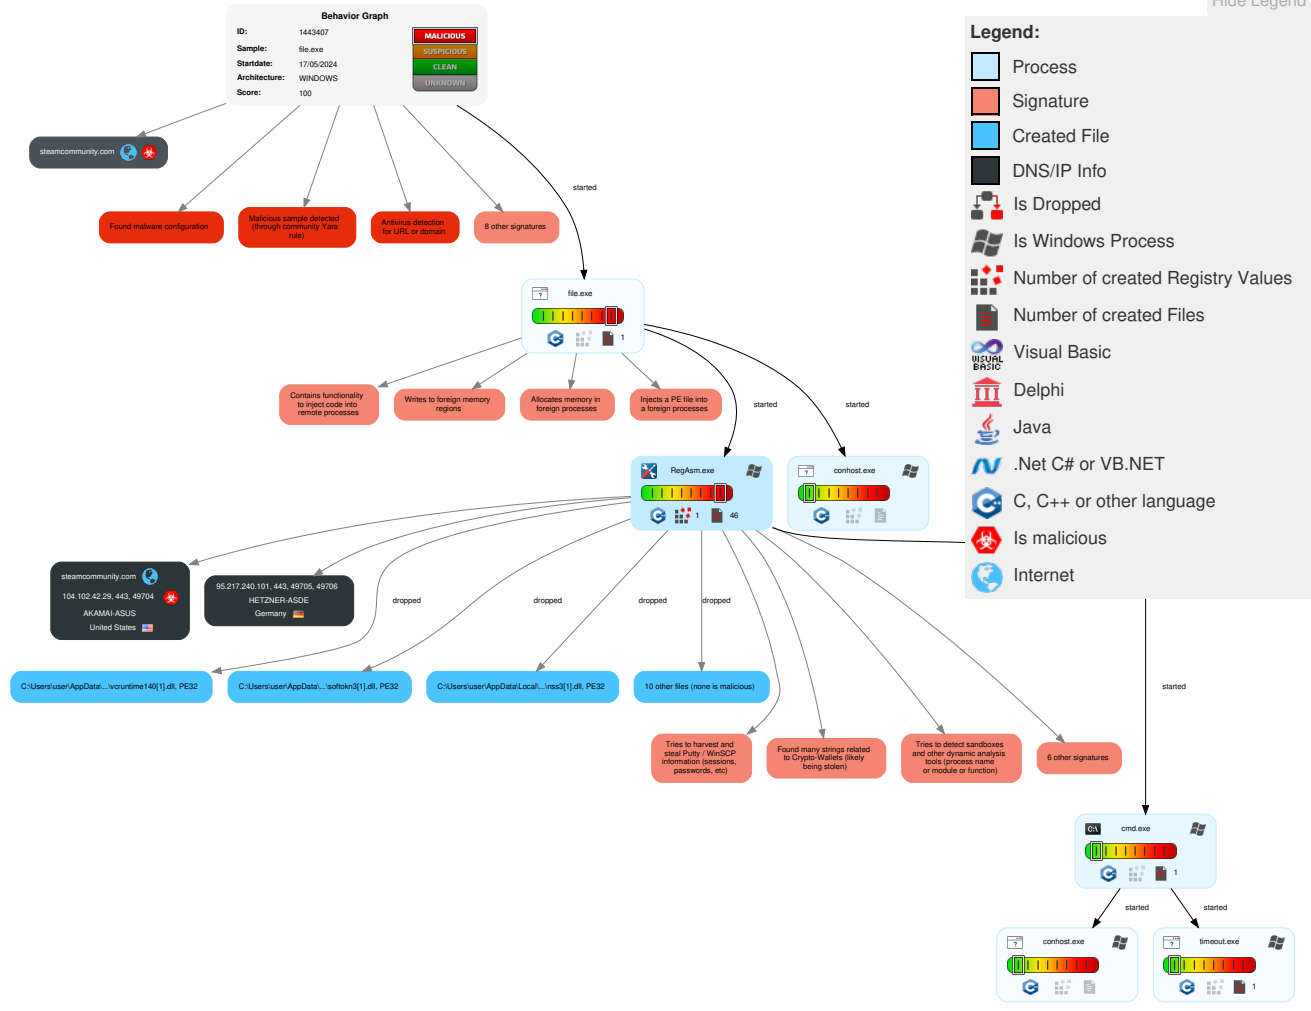 Hide Legend
Behavior Graph
ID: 1443407
Sample: file.exe
Startdate: 17/05/2024
Architecture: WINDOWS
Score: 100
MALICIOUS
SUSPICIOUS
CLEAN
UNKNOWN
Legend:
Process
Signature
Created File
DNS/IP Info
Is Dropped
Is Windows Process
Number of created Registry Values
Number of created Files
VISUAL
BASIC
Visual Basic
Delphi
Java
.Net C# or VB.NET
C, C++ or other language
Is malicious
Internet
steamcommunity.com
started
Found malware configuration
Malicious sample detected
(through community Yara
rule)
Antivirus detection
for URL or domain
8 other signatures
file.exe
1
Contains functionality
to inject code into
remote processes
Writes to foreign memory
regions
Allocates memory in
foreign processes
Injects a PE file into
a foreign processes
started
started
RegAsm.exe
1
46
conhost.exe
steamcommunity.com
104.102.42.29, 443, 49704
AKAMAI-ASUS
United States
95.217.240.101, 443, 49705, 49706
HETZNER-ASDE
Germany
dropped
dropped
dropped
dropped
C:\Users\user\AppData\...\vcruntime140[1].dll, PE32
C:\Users\user\AppData\...\softokn3[1].dll, PE32
C:\Users\user\AppData\Local\...\nss3[1].dll, PE32
10 other files (none is malicious)
started
Tries to harvest and
steal Putty / WinSCP
information (sessions,
passwords, etc)
Found many strings related
to Crypto-Wallets (likely
being stolen)
Tries to detect sandboxes
and other dynamic analysis
tools (process name
or module or function)
6 other signatures
C:\
cmd.exe
1
started
started
conhost.exe
timeout.exe
1